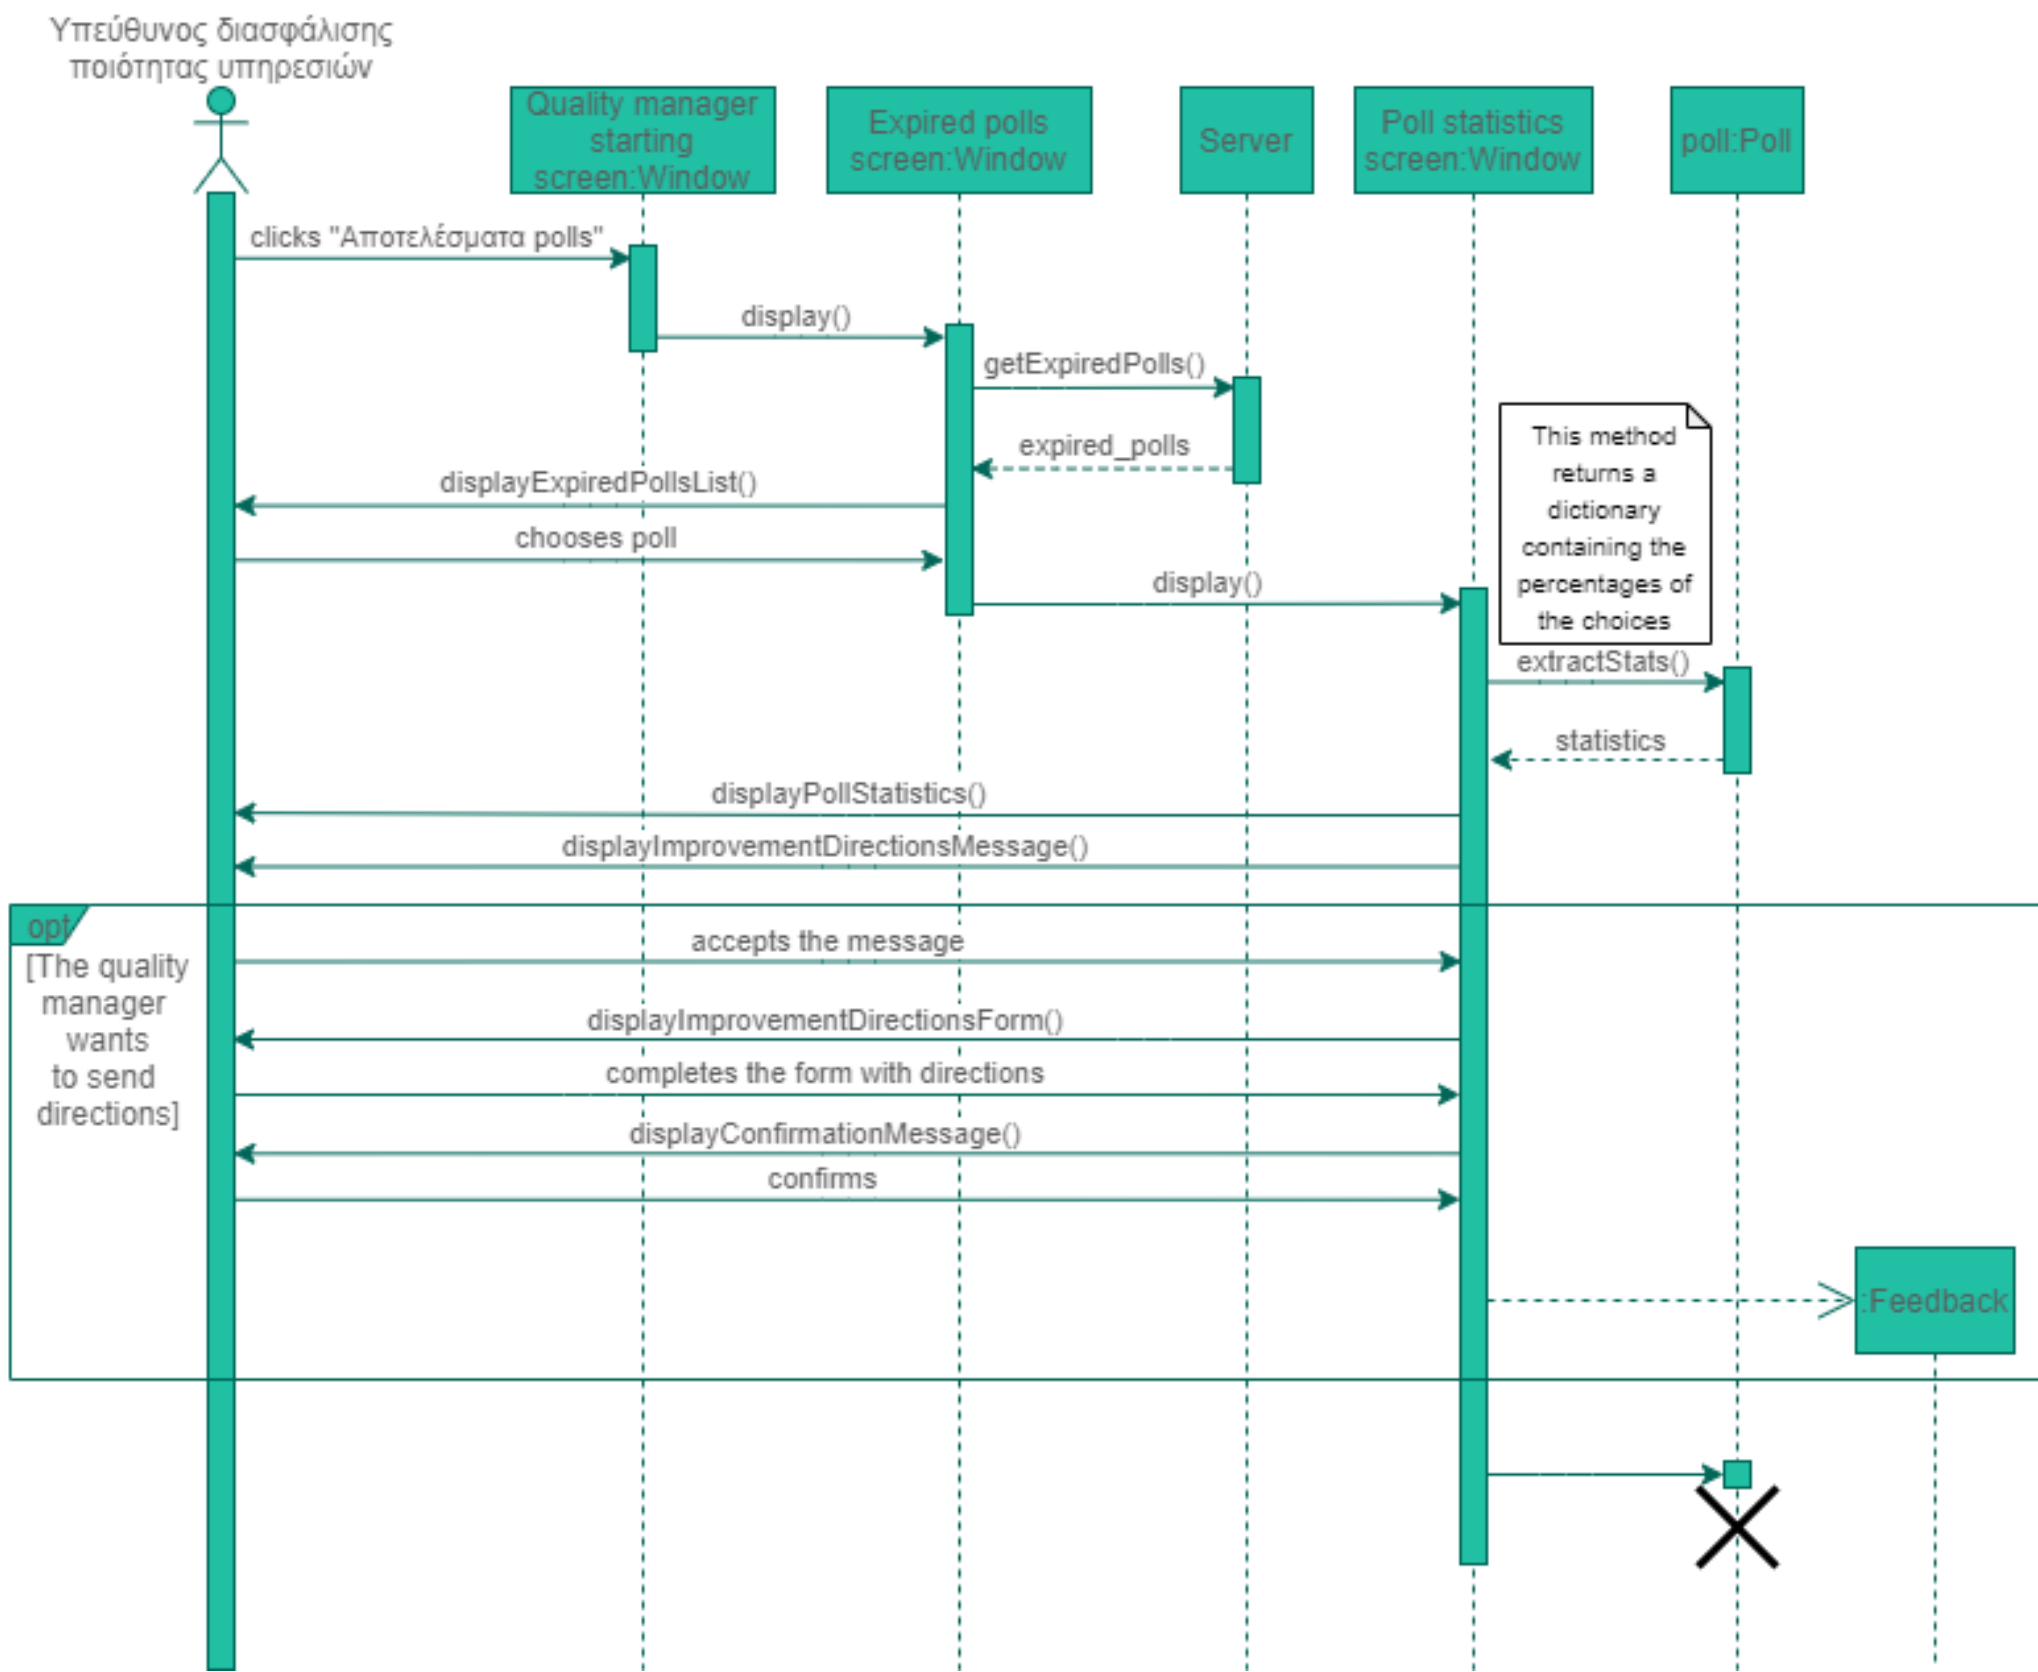 Υπεύθυνος διασφάλισης
ποιότητας υπηρεσιών
Quality manager
starting
screen:Window
Expired polls
screen:Window
Server
Poll statistics
screen:Window
poll:Poll
clicks "Αποτελέσματα polls"
display()
getExpiredPolls()
expired_polls
displayExpiredPollsList()
chooses poll
display()
This method
returns a
dictionary
containing the
percentages of
the choices
extractStats()
statistics
displayPollStatistics()
displayImprovementDirectionsMessage()
opt
[The quality
manager
wants
to send
directions]
accepts the message
displayImprovementDirectionsForm()
completes the form with directions
displayConfirmationMessage()
confirms
:Feedback